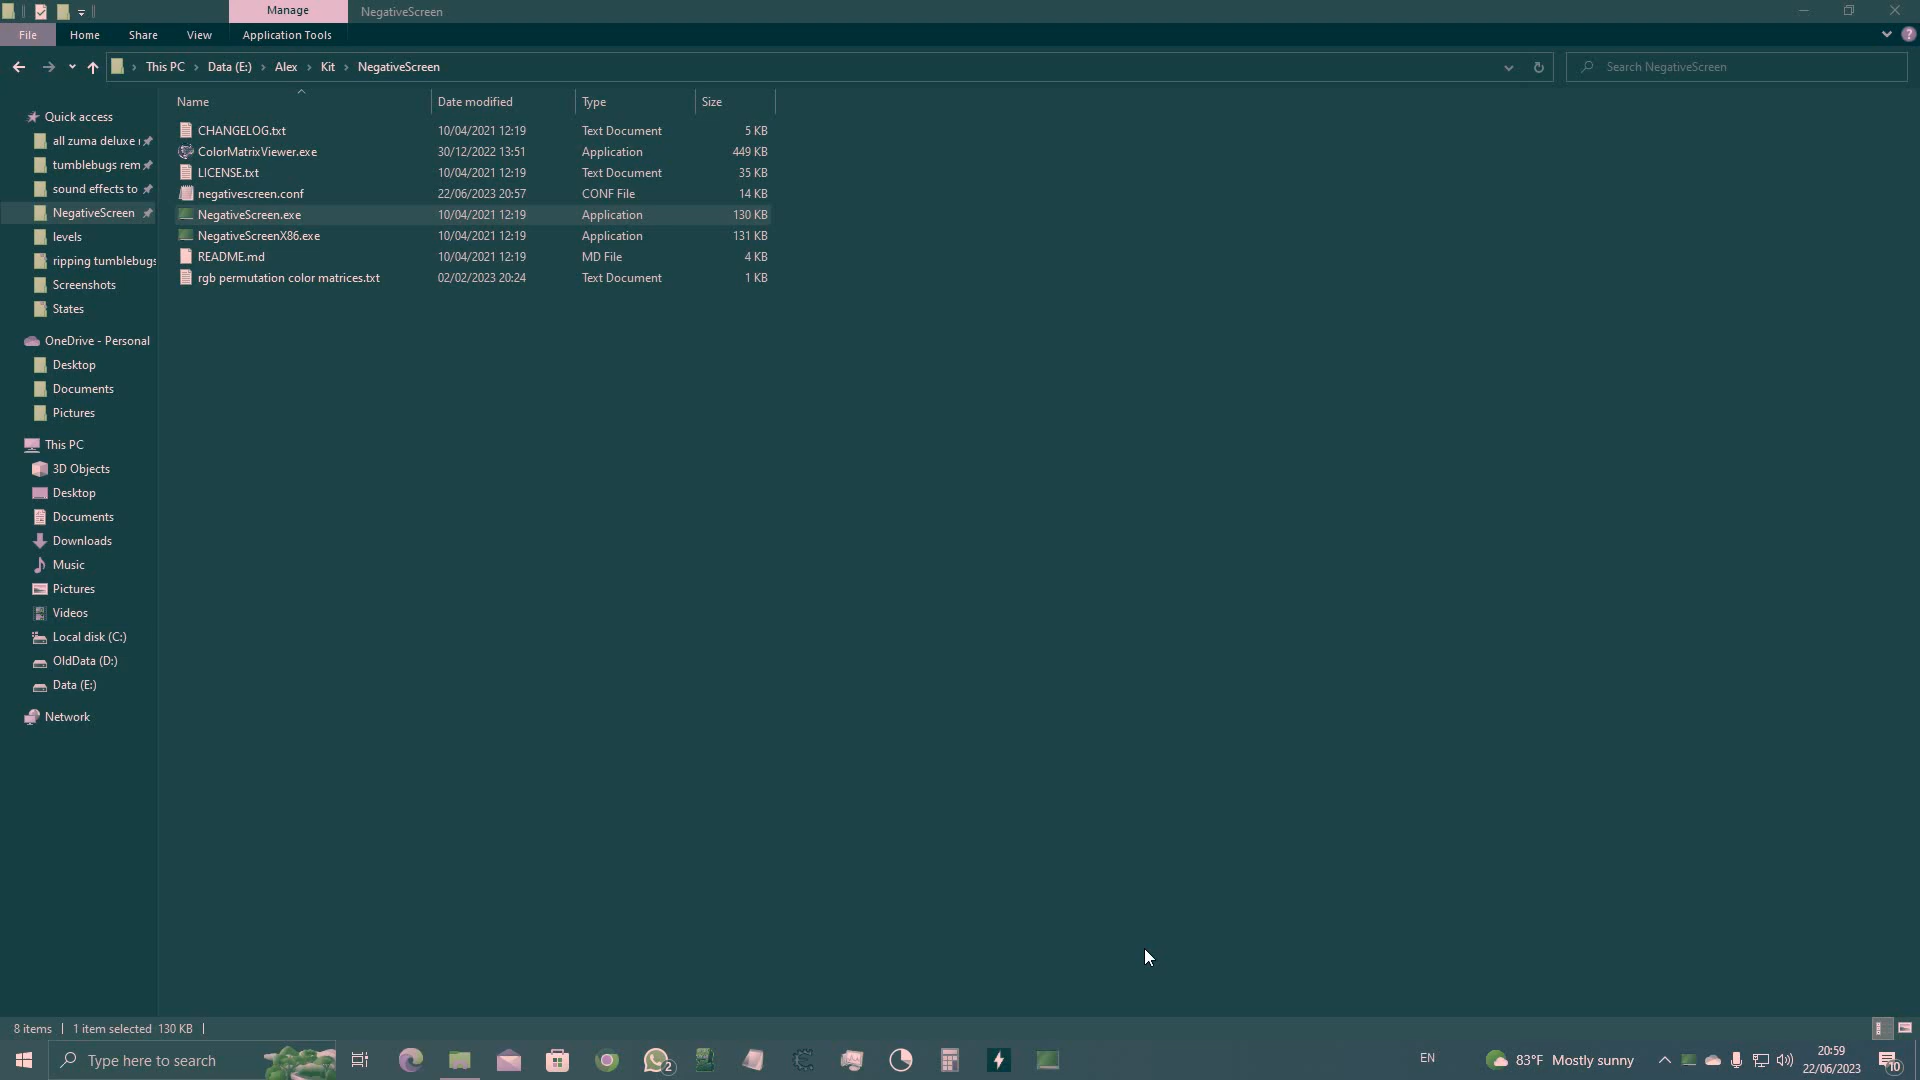 Manage
NegativeScreen
File
Home
Share
View
Application Tools
This PC
Data (E:)
Alex
Kit
NegativeScreen
Search NegativeScreen
Name
Date modified
Type
Size
Quick access
all zuma deluxe
tumblebugs rem
sound effects to
NegativeScreen
levels
ripping tumblebugs
Screenshots
States
OneDrive - Personal
Desktop
Documents
Pictures
This PC
3D Objects
Desktop
Documents
Downloads
Music
Pictures
Videos
Local disk (C:)
OldData (D:)
Data (E:)
Network
CHANGELOG.txt 10/04/2021 12:19 Text Document 5 KB
ColorMatrixViewer.exe 30/12/2022 13:51 Application 449 KB
LICENSE.txt 10/04/2021 12:19 Text Document 35 KB
negativescreen.conf 22/06/2023 20:57 CONF File 14 KB
NegativeScreen.exe 10/04/2021 12:19 Application 130 KB
NegativeScreenX86.exe 10/04/2021 12:19 Application 131 KB
README.md 10/04/2021 12:19 MD File 4 KB
rgb permutation color matrices.txt 02/02/2023 20:24 Text Document 1 KB
8 items
1 item selected 130 KB
Type here to search
2
EN
83°F Mostly sunny
20:59
22/06/2023
10